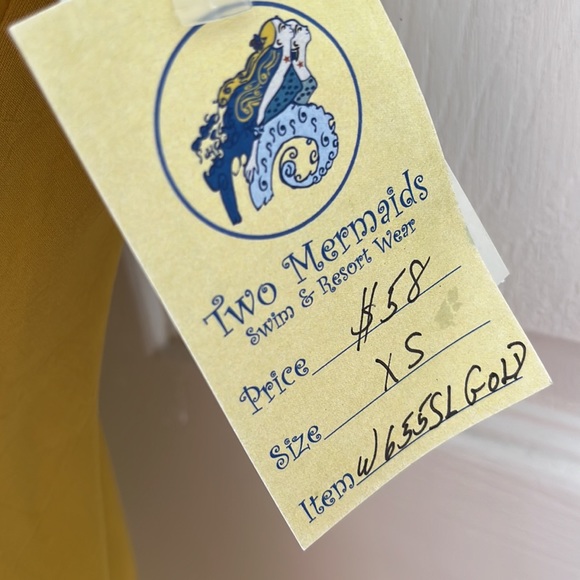 Two Mermaids
Swim & Resort Wear
Price $58
Size XS
Item W655SL GOLD